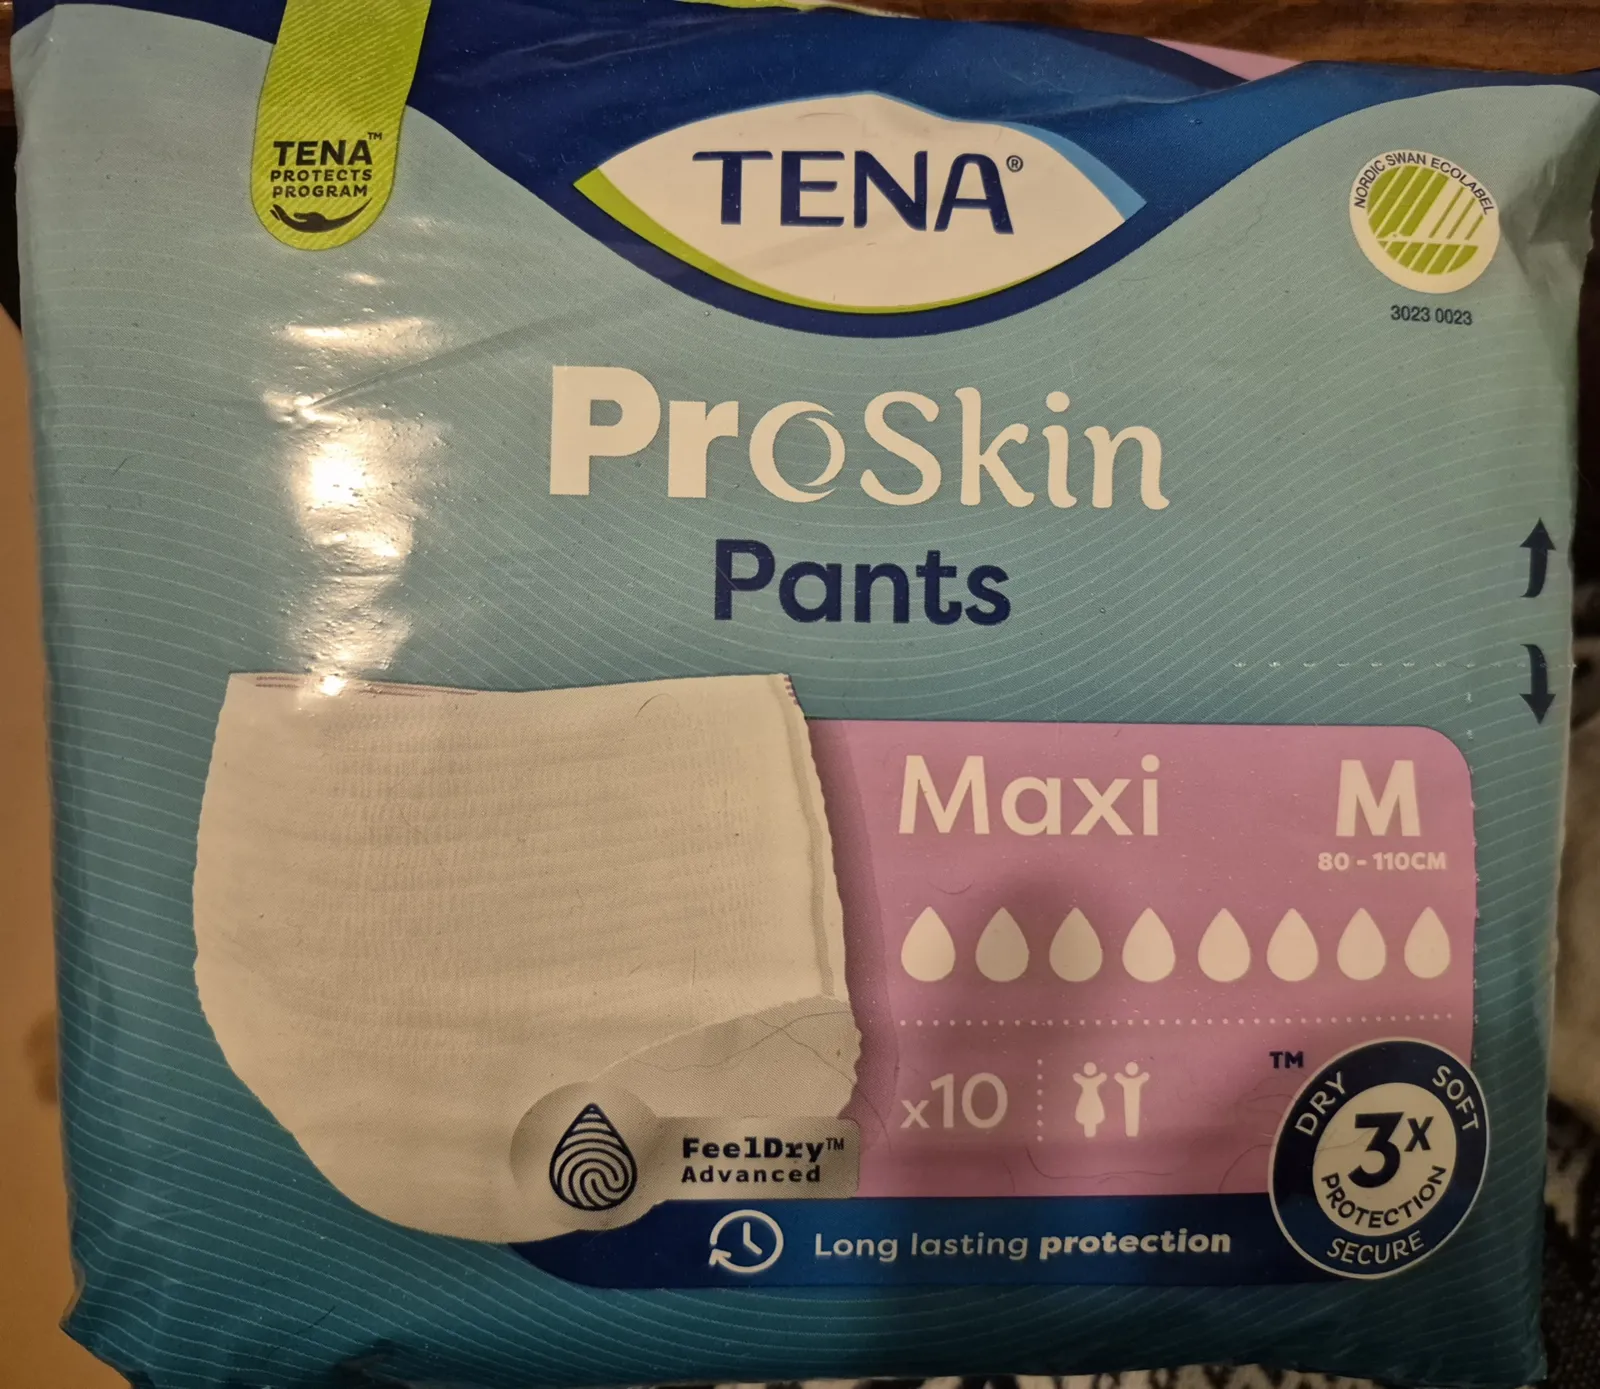 TENA™
PROTECTS
PROGRAM
TENA®
NORDIC SWAN ECOLABEL
3023 0023
ProSkin
Pants
Maxi
M
80 - 110CM
x10
FeelDry™
Advanced
Long lasting protection
TM
DRY
SOFT
3x
PROTECTION
SECURE